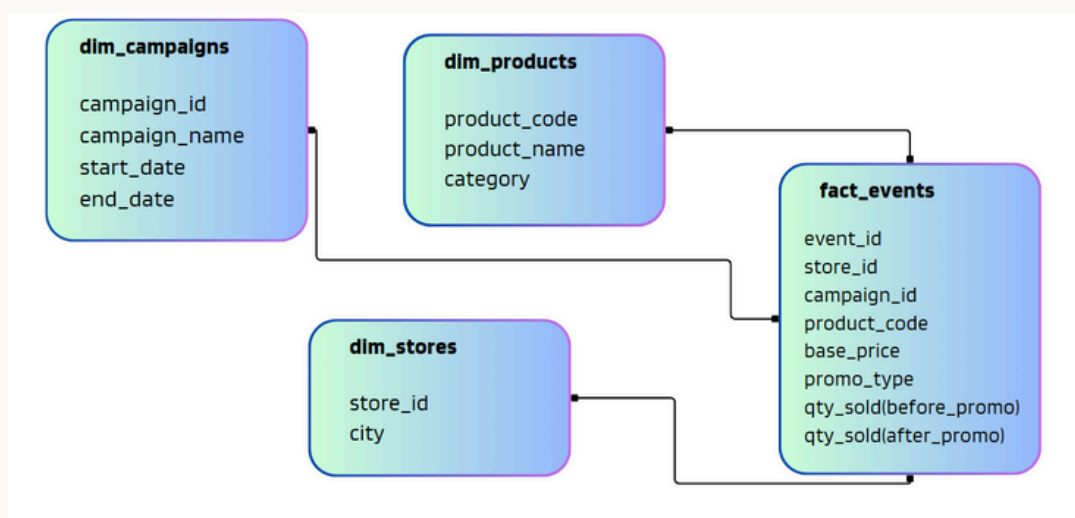 dim_campaigns
campaign_id
campaign_name
start_date
end_date
dim_products
product_code
product_name
category
fact_events
event_id
store_id
campaign_id
product_code
base_price
promo_type
qty_sold(before_promo)
qty_sold(after_promo)
dim_stores
store_id
city